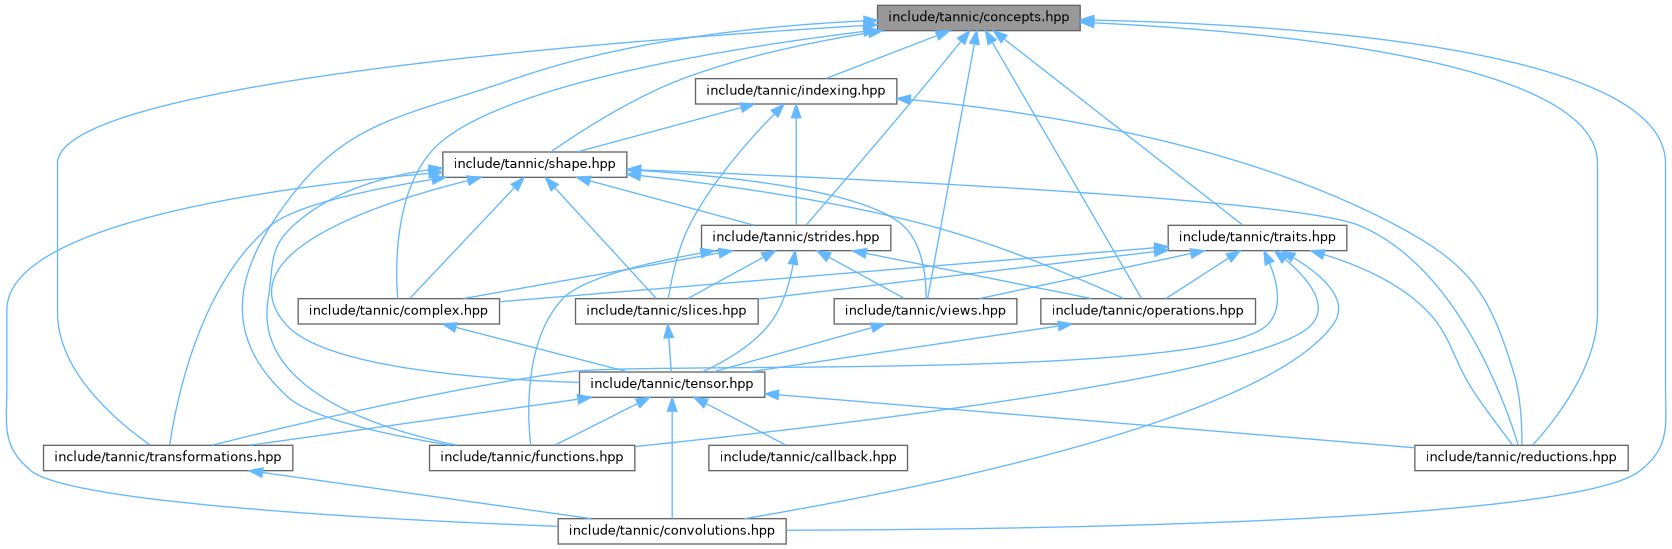 include/tannic/concepts.hpp
include/tannic/indexing.hpp
include/tannic/shape.hpp
include/tannic/strides.hpp
include/tannic/traits.hpp
include/tannic/complex.hpp
include/tannic/slices.hpp
include/tannic/views.hpp
include/tannic/operations.hpp
include/tannic/tensor.hpp
include/tannic/transformations.hpp
include/tannic/functions.hpp
include/tannic/callback.hpp
include/tannic/reductions.hpp
include/tannic/convolutions.hpp